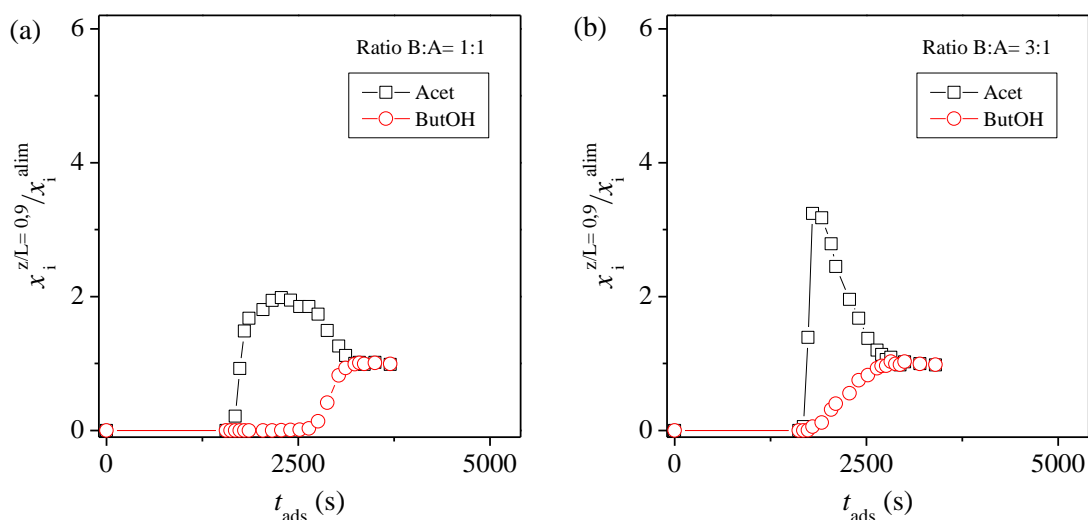 (a)
6
4
2
0
0
2500
5000
Ratio B:A= 1:1
Acet
ButOH
x_i^{z/L= 0,9}/x_i^{alim}
t_ads (s)
(b)
6
4
2
0
0
2500
5000
Ratio B:A= 3:1
Acet
ButOH
x_i^{z/L= 0,9}/x_i^{alim}
t_ads (s)